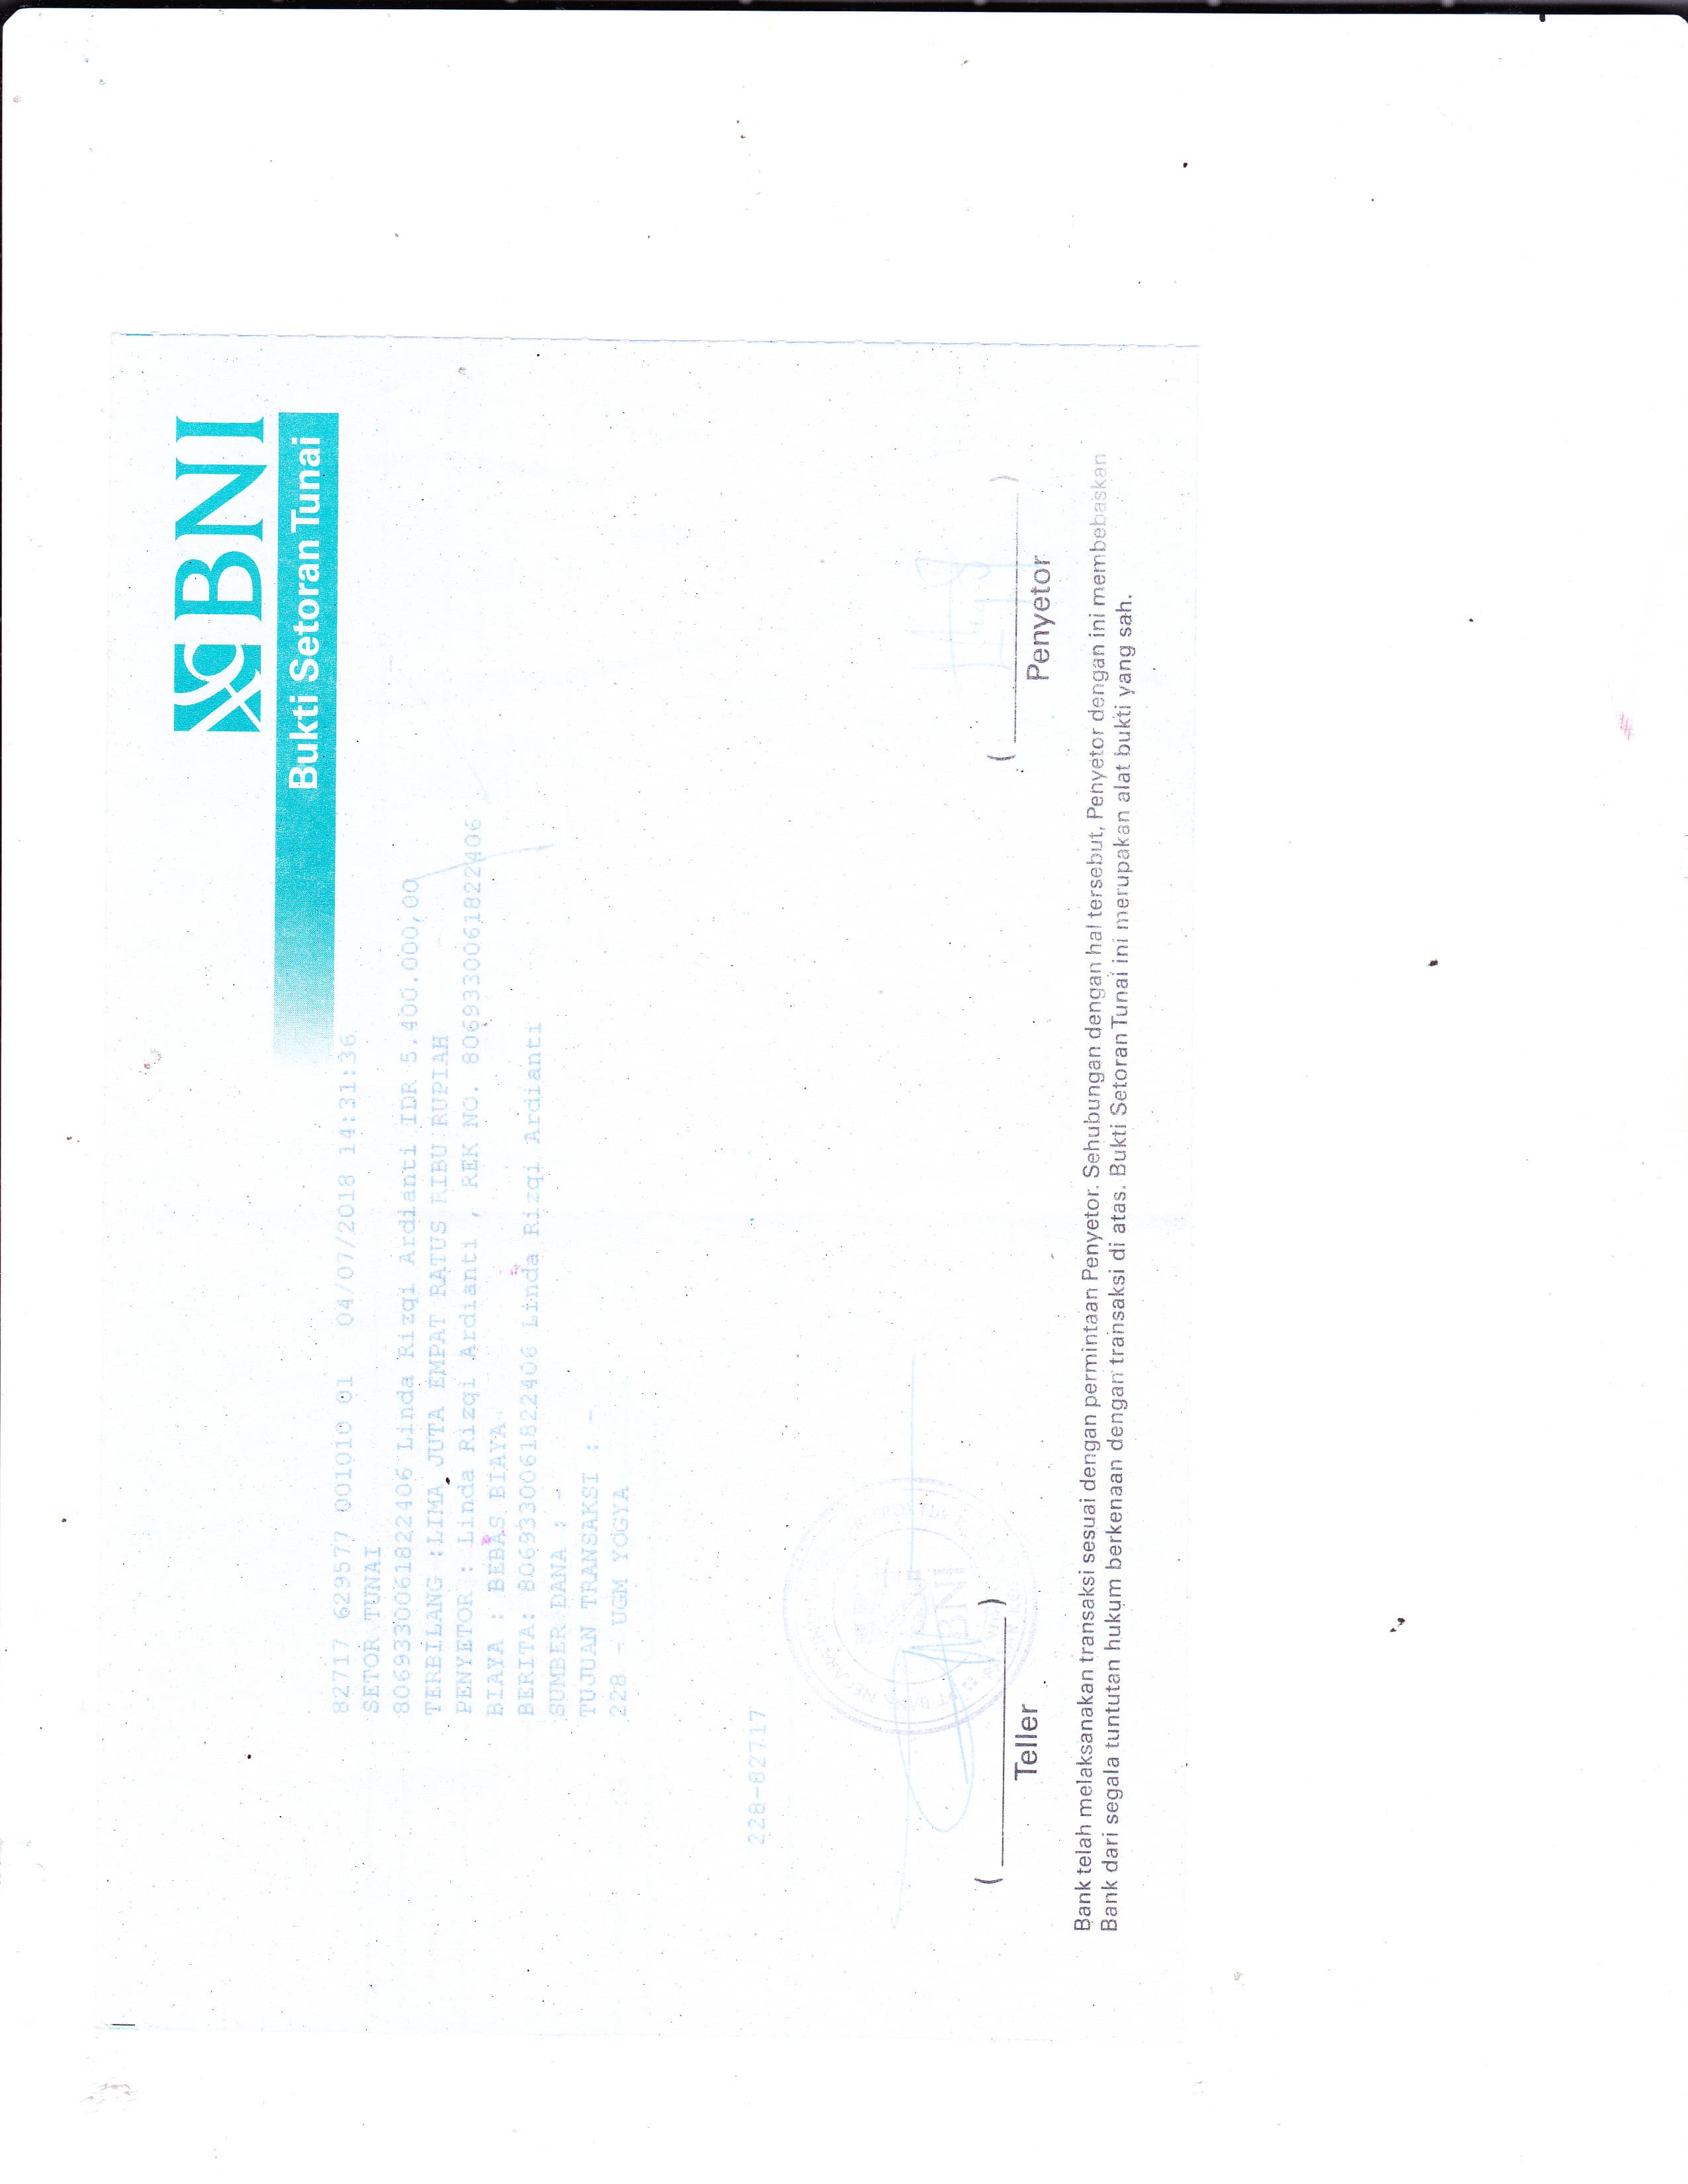 BNI
Bukti Setoran Tunai
82717 629577 001010 01 04/07/2018 14:31:36
SETOR TUNAI
8069330061822406 Linda Rizqi Ardianti IDR 5.400.000,00
TERBILANG :LIMA JUTA EMPAT RATUS RIBU RUPIAH
PENYETOR : Linda Rizqi Ardianti , REK NO. 8069330061822406
BIAYA : BEBAS BIAYA
BERITA: 8069330061822406 Linda Rizqi Ardianti
SUMBER DANA : -
TUJUAN TRANSAKSI : -
228 - UGM YOGYA
228-82717
BNI
( ) ( )
Teller Penyetor
Bank telah melaksanakan transaksi sesuai dengan permintaan Penyetor. Sehubungan dengan hal tersebut, Penyetor dengan ini membebaskan
Bank dari segala tuntutan hukum berkenaan dengan transaksi di atas. Bukti Setoran Tunai ini merupakan alat bukti yang sah.